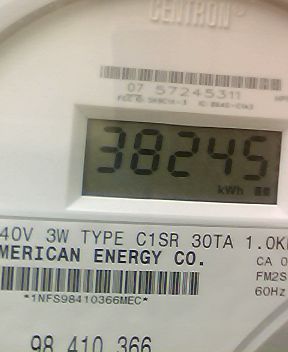 CENTRON®
07 57245311
38245
kWh
40V 3W TYPE C1SR 30TA 1.0K
MERICAN ENERGY CO.
CA 0
FM2S
60Hz
*1NFS98410366MEC*
98 410 366